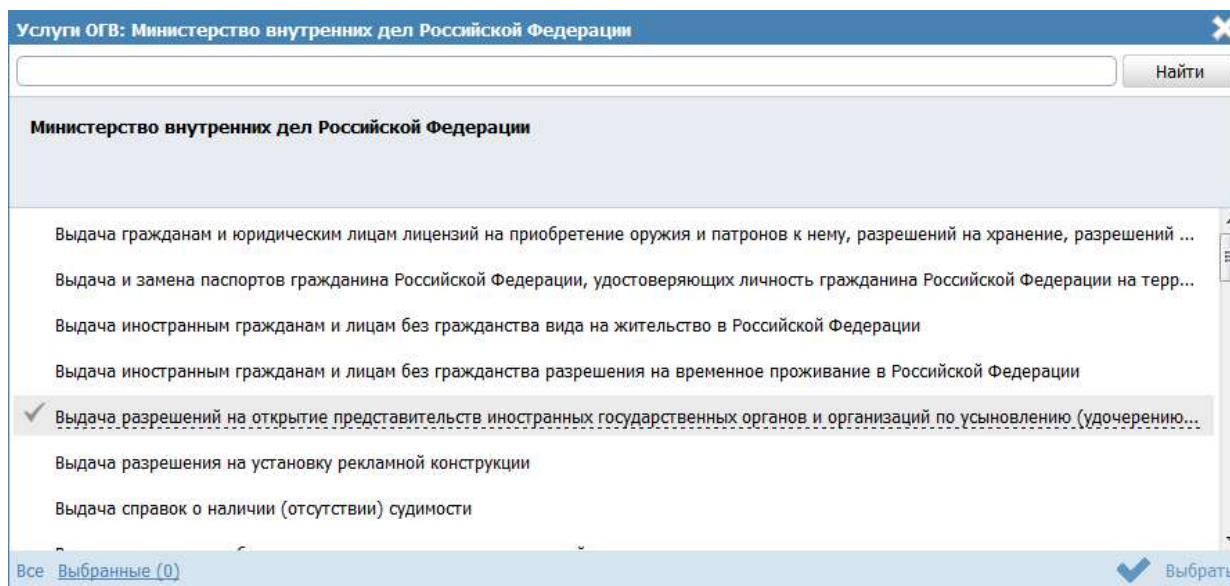 Услуги ОГВ: Министерство внутренних дел Российской Федерации
Найти
Министерство внутренних дел Российской Федерации
Выдача гражданам и юридическим лицам лицензий на приобретение оружия и патронов к нему, разрешений на хранение, разрешений ...
Выдача и замена паспортов гражданина Российской Федерации, удостоверяющих личность гражданина Российской Федерации на терр...
Выдача иностранным гражданам и лицам без гражданства вида на жительство в Российской Федерации
Выдача иностранным гражданам и лицам без гражданства разрешения на временное проживание в Российской Федерации
Выдача разрешений на открытие представительств иностранных государственных органов и организаций по усыновлению (удочерению...
Выдача разрешения на установку рекламной конструкции
Выдача справок о наличии (отсутствии) судимости
Все Выбранные (0) Выбрать